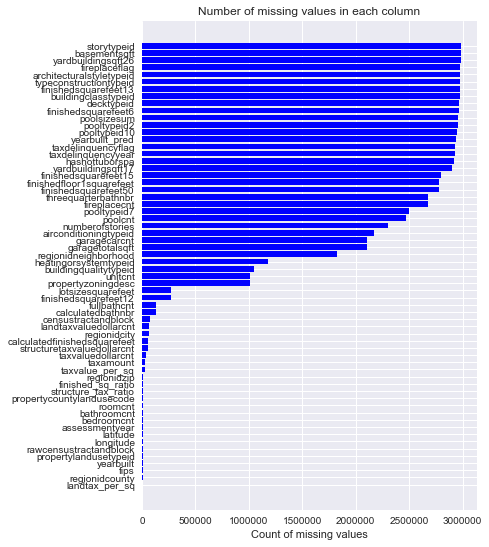 Number of missing values in each column
storytypeid
basementsqft
yardbuildingsqft26
fireplaceflag
architecturalstyletypeid
typeconstructiontypeid
finishedsquarefeet13
buildingclasstypeid
decktypeid
finishedsquarefeet6
poolsizesum
pooltypeid2
pooltypeid10
yearbuilt_pred
taxdelinquencyflag
taxdelinquencyyear
hashottuborspa
yardbuildingsqft17
finishedsquarefeet15
finishedfloor1squarefeet
finishedsquarefeet50
threequarterbathnbr
fireplacecnt
pooltypeid7
poolcnt
numberofstories
airconditioningtypeid
garagecarcnt
garagetotalsqft
regionidneighborhood
heatingorsystemtypeid
buildingqualitytypeid
unitcnt
propertyzoningdesc
lotsizesquarefeet
finishedsquarefeet12
fullbathcnt
calculatedbathnbr
censustractandblock
landtaxvaluedollarcnt
regionidcity
calculatedfinishedsquarefeet
structuretaxvaluedollarcnt
taxvaluedollarcnt
taxamount
taxvalue_per_sq
regionidzip
finished_sq_ratio
structure_tax_ratio
propertycountylandusecode
roomcnt
bathroomcnt
bedroomcnt
assessmentyear
latitude
longitude
rawcensustractandblock
propertylandusetypeid
yearbuilt
fips
regionidcounty
landtax_per_sq
0 500000 1000000 1500000 2000000 2500000 3000000
Count of missing values